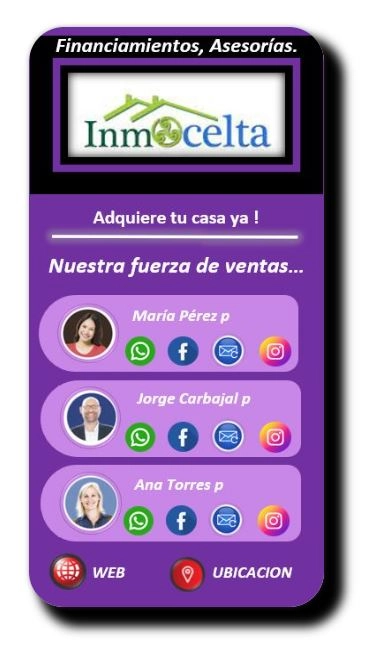 Financiamientos, Asesorías.
Inmocelta
Adquiere tu casa ya !
Nuestra fuerza de ventas...
María Pérez p
Jorge Carbajal p
Ana Torres p
WEB
UBICACION